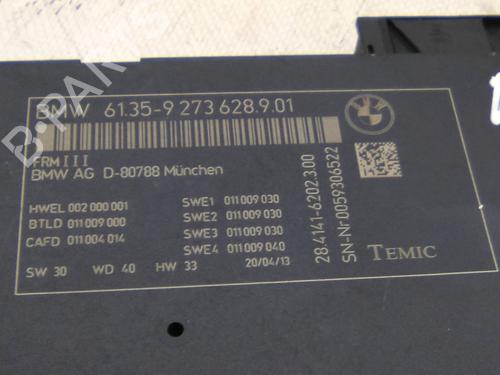 BMW 61.35-9 273 628.9.01
FRM III
BMW AG D-80788 München
HWEL 002 000 001
BTLD 011 009 000
CAFD 011 004 014
SWE1 011 009 030
SWE2 011 009 030
SWE3 011 009 030
SWE4 011 009 040
SW 30 WD 40 HW 33 20/04/13
28.4141-6202.3.00
SN-Nr0059306522
TEMIC
BMW
B-PARTS